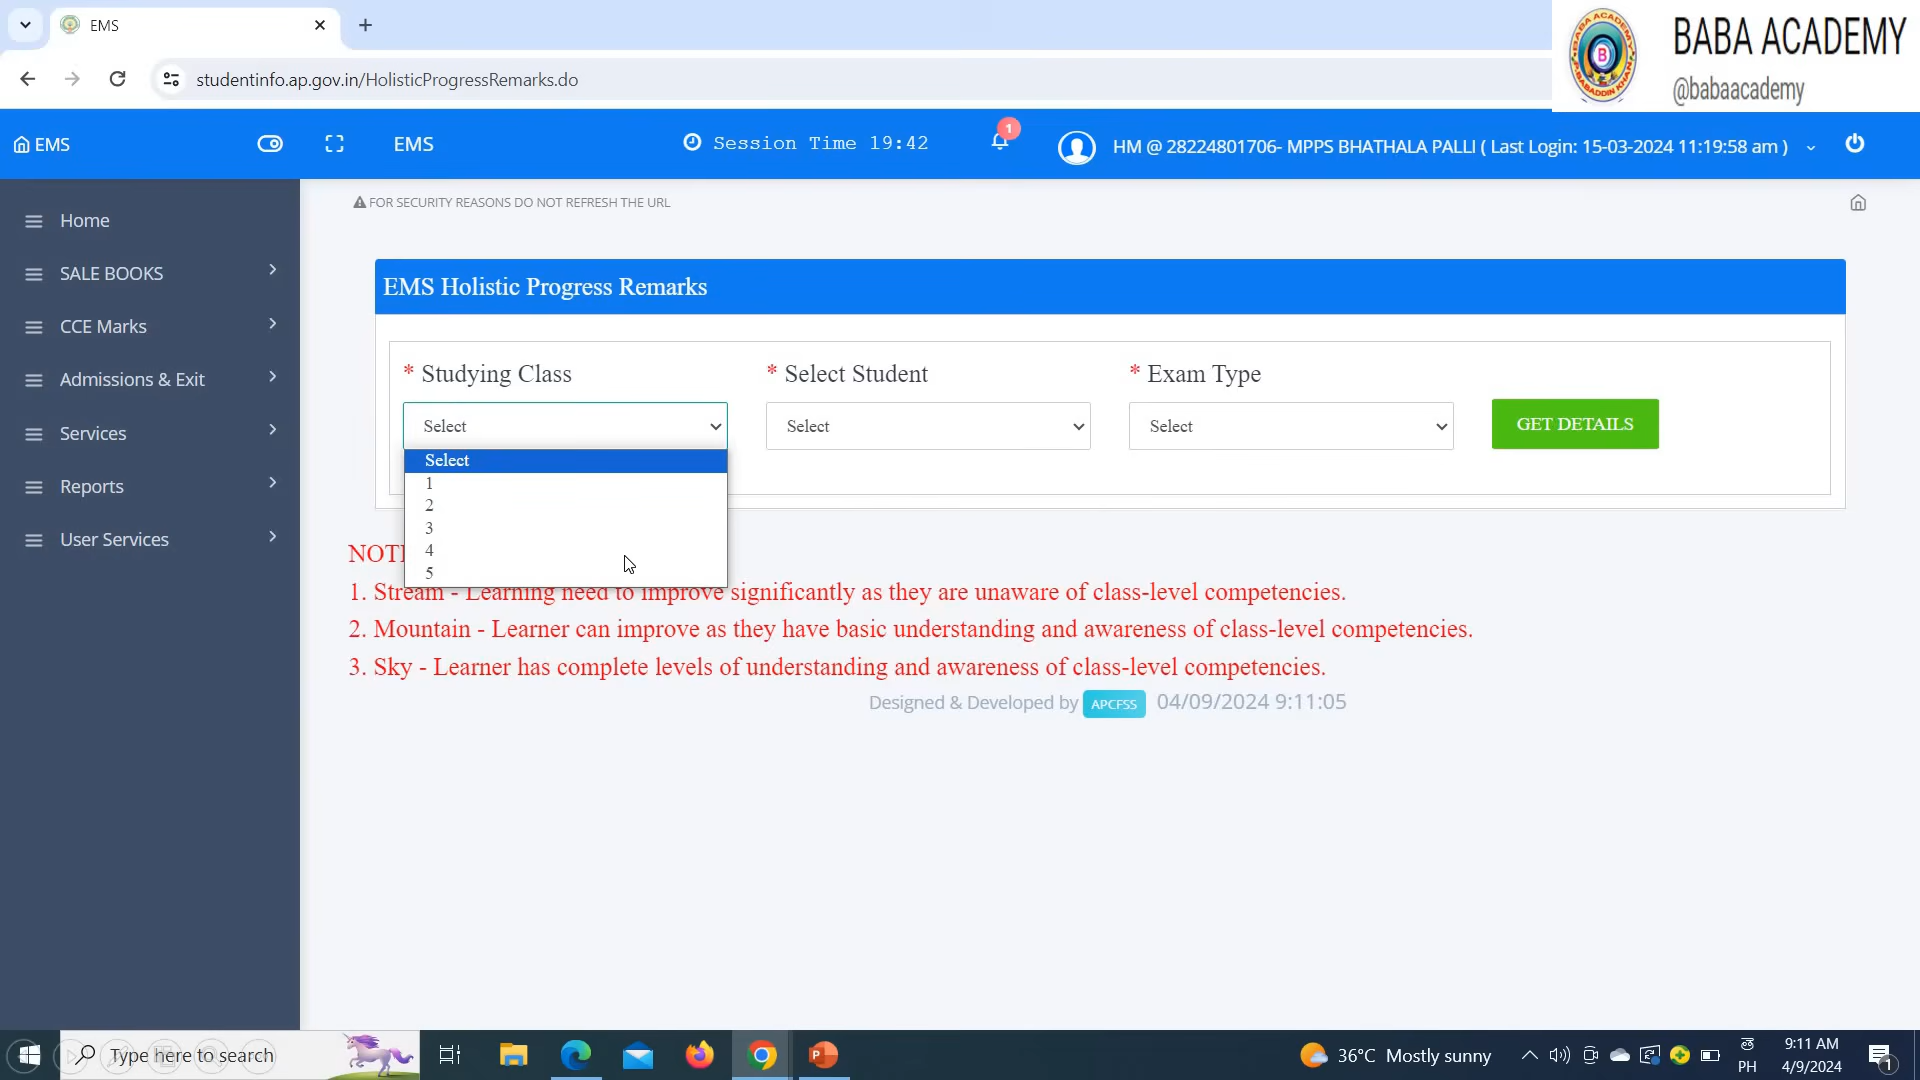 EMS
BABA ACADEMY
@babaacademy
studentinfo.ap.gov.in/HolisticProgressRemarks.do
EMS
EMS
Session Time 19:42
1
HM @ 28224801706- MPPS BHATHALA PALLI ( Last Login: 15-03-2024 11:19:58 am )
FOR SECURITY REASONS DO NOT REFRESH THE URL
Home
SALE BOOKS
CCE Marks
Admissions & Exit
Services
Reports
User Services
EMS Holistic Progress Remarks
* Studying Class
* Select Student
* Exam Type
Select
Select
Select
GET DETAILS
Select
1
2
3
4
5
NOT
1. Stream - Learning need to improve significantly as they are unaware of class-level competencies.
2. Mountain - Learner can improve as they have basic understanding and awareness of class-level competencies.
3. Sky - Learner has complete levels of understanding and awareness of class-level competencies.
Designed & Developed by APCFSS 04/09/2024 9:11:05
Type here to search
36°C Mostly sunny
తె
PH
9:11 AM
4/9/2024
1